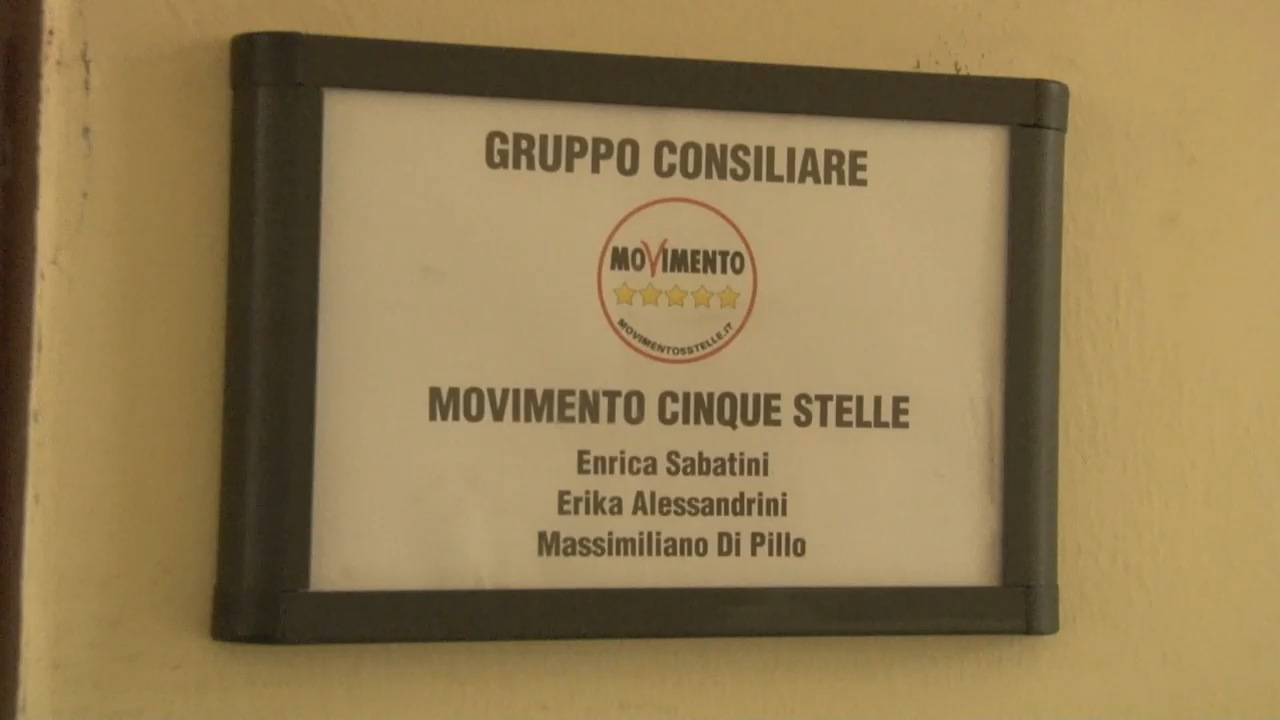 GRUPPO CONSILIARE
MOVIMENTO
MOVIMENTO5STELLE.IT
MOVIMENTO CINQUE STELLE
Enrica Sabatini
Erika Alessandrini
Massimiliano Di Pillo